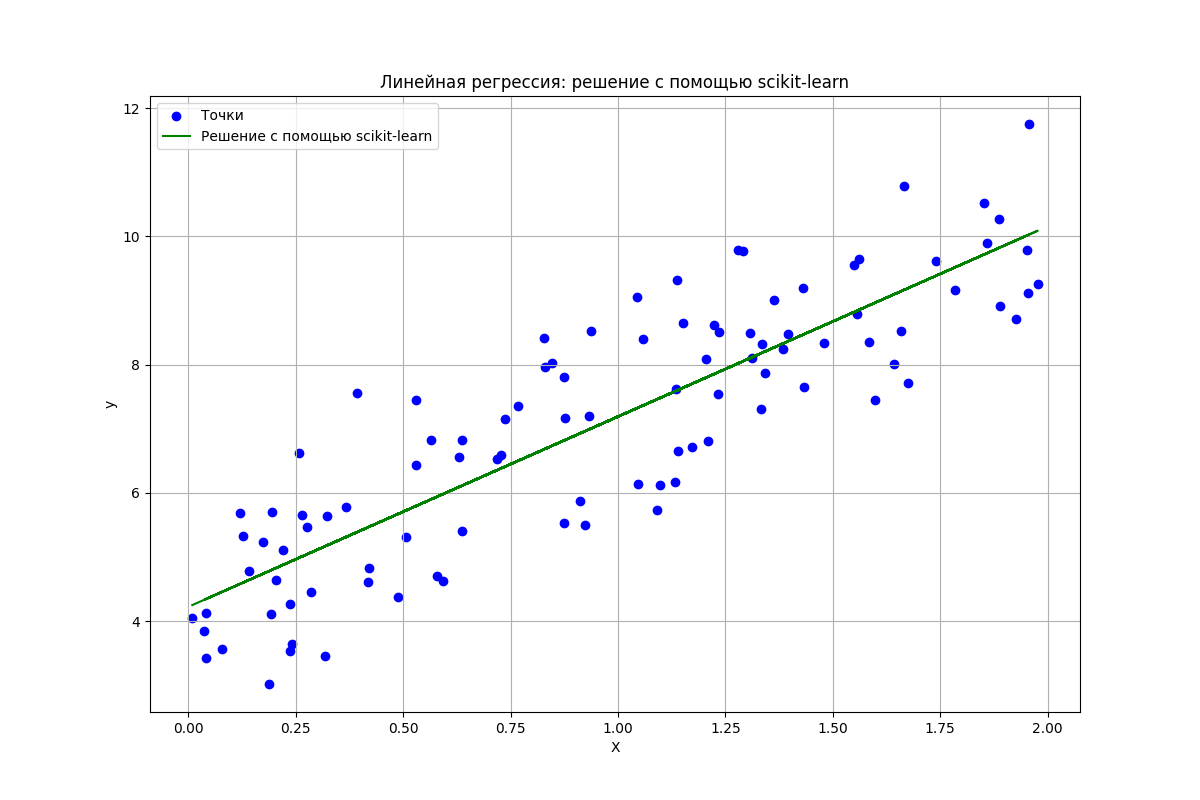 Линейная регрессия: решение с помощью scikit-learn
Точки
Решение с помощью scikit-learn
12
10
8
6
4
y
0.00 0.25 0.50 0.75 1.00 1.25 1.50 1.75 2.00
X